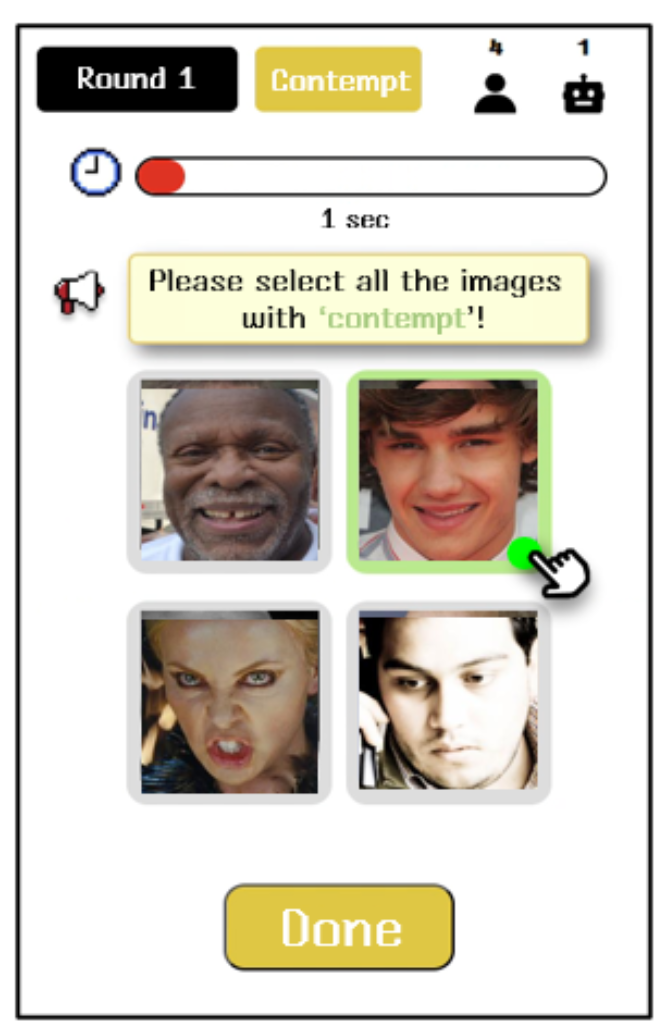 Round 1
Contempt
4
1
1 sec
Please select all the images
with ‘contempt’!
Done